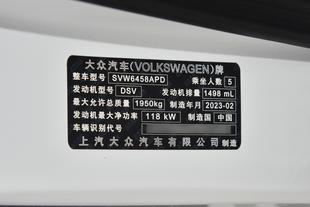 大众汽车(VOLKSWAGEN)牌
整车型号 SVW6458APD 乘坐人数 5
发动机型号 DSV 发动机排量 1498 mL
最大允许总质量 1950kg 制造年月 2023-02
发动机最大净功率 118 kW 制造国 中国
车辆识别代号
上汽大众汽车有限公司 制造